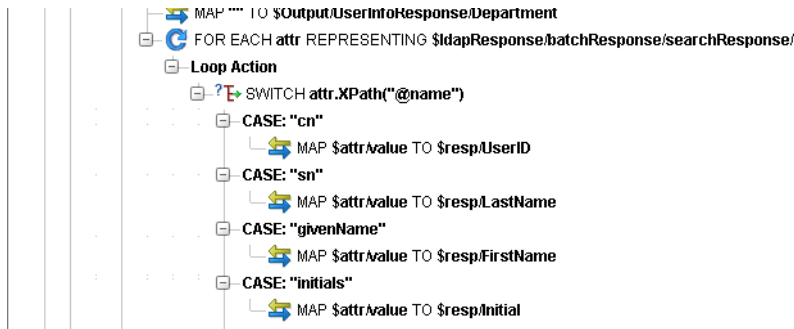 MAP "" TO $Output/UserInfoResponse/Department
FOR EACH attr REPRESENTING $ldapResponse/batchResponse/searchResponse/
Loop Action
SWITCH attr.XPath("@name")
CASE: "cn"
MAP $attr/value TO $resp/UserID
CASE: "sn"
MAP $attr/value TO $resp/LastName
CASE: "givenName"
MAP $attr/value TO $resp/FirstName
CASE: "initials"
MAP $attr/value TO $resp/Initial